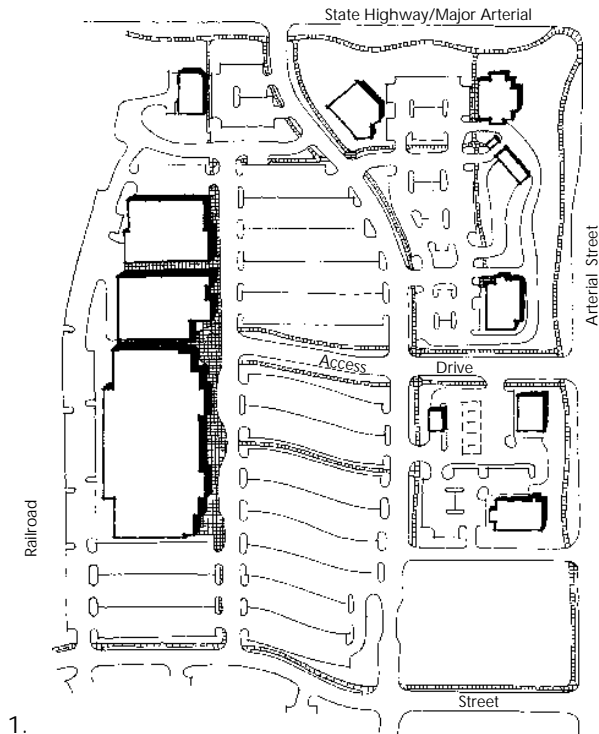 State Highway/Major Arterial
Arterial Street
Access Drive
Railroad
Street
1.